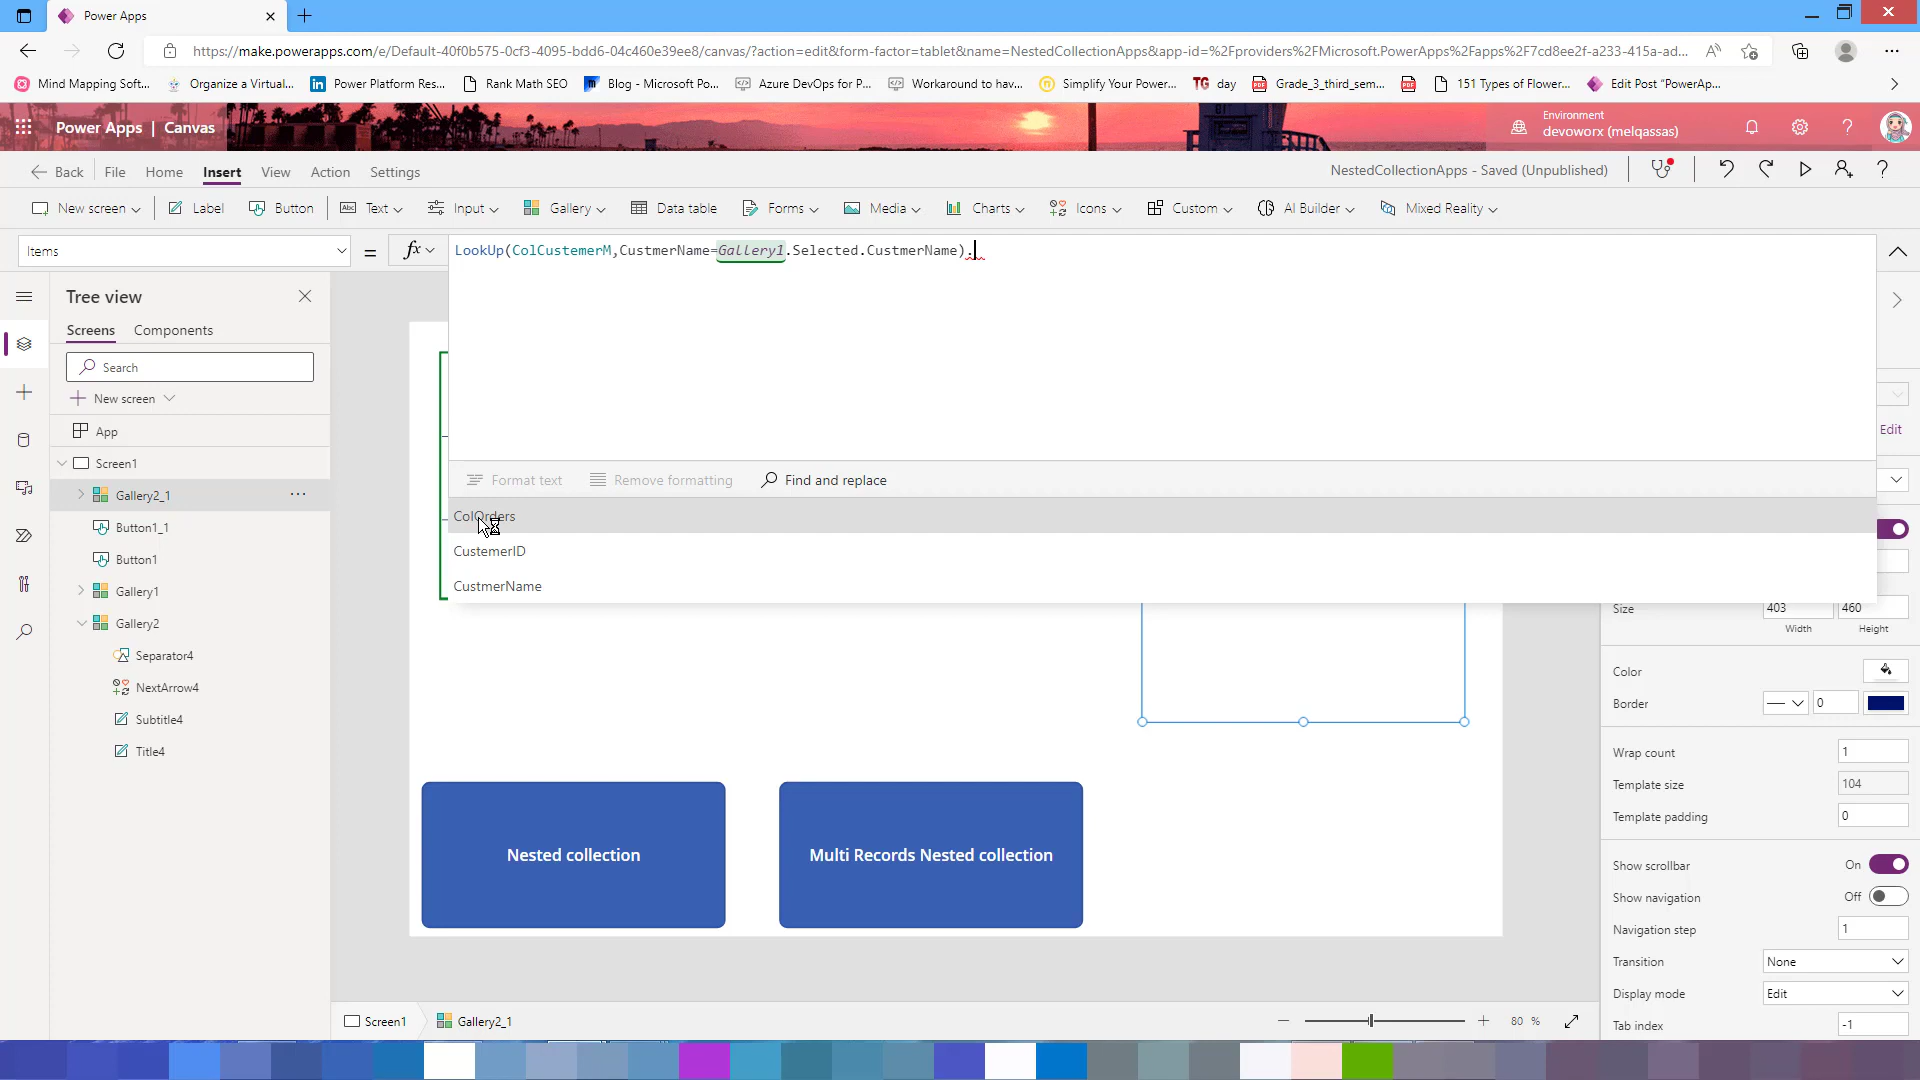 Power Apps
https://make.powerapps.com/e/Default-40f0b575-0cf3-4095-bdd6-04c460e39ee8/canvas/?action=edit&form-factor=tablet&name=NestedCollectionApps&app-id=%2Fproviders%2FMicrosoft.PowerApps%2Fapps%2F7cd8ee2f-a233-415a-ad...
Mind Mapping Soft...
Organize a Virtual...
Power Platform Res...
Rank Math SEO
Blog - Microsoft Po...
Azure DevOps for P...
Workaround to hav...
Simplify Your Power...
TG day
Grade_3_third_sem...
151 Types of Flower...
Edit Post "PowerAp...
Power Apps | Canvas
Environment
devoworx (melqassas)
Back
File
Home
Insert
View
Action
Settings
NestedCollectionApps - Saved (Unpublished)
New screen
Label
Button
Text
Input
Gallery
Data table
Forms
Media
Charts
Icons
Custom
AI Builder
Mixed Reality
Items
=
fx
LookUp(ColCustemerM,CustmerName=Gallery1.Selected.CustmerName).
Tree view
Screens
Components
Search
New screen
App
Screen1
Gallery2_1
Button1_1
Button1
Gallery1
Gallery2
Separator4
NextArrow4
Subtitle4
Title4
Format text
Remove formatting
Find and replace
ColOrders
CustemerID
CustmerName
Nested collection
Multi Records Nested collection
Edit
Size
403
460
Width
Height
Color
Border
0
Wrap count
1
Template size
104
Template padding
0
Show scrollbar
On
Show navigation
Off
Navigation step
1
Transition
None
Display mode
Edit
Tab index
-1
Screen1
Gallery2_1
80 %